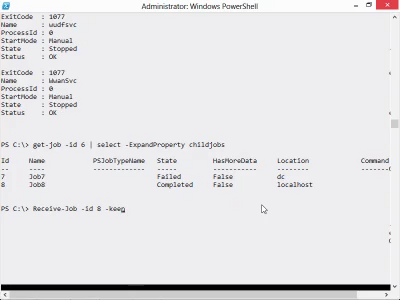 Administrator: Windows PowerShell
ExitCode : 1077
Name : wudfsvc
ProcessId : 0
StartMode : Manual
State : Stopped
Status : OK
ExitCode : 1077
Name : WwanSvc
ProcessId : 0
StartMode : Manual
State : Stopped
Status : OK
PS C:\> get-job -id 6 | select -ExpandProperty childjobs
Id Name PSJobTypeName State HasMoreData Location Command
-- ---- ------------- ----- ----------- -------- -------
7 Job7 Failed False dc
8 Job8 Completed False localhost
PS C:\> Receive-Job -id 8 -keep